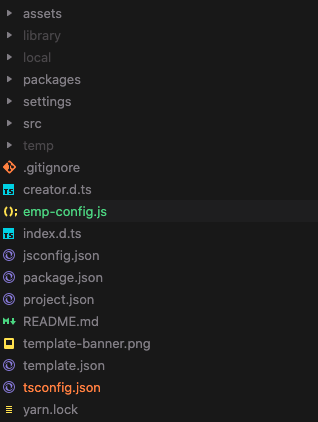 assets
library
local
packages
settings
src
temp
.gitignore
TS creator.d.ts
emp-config.js
TS index.d.ts
jsconfig.json
package.json
project.json
README.md
template-banner.png
template.json
tsconfig.json
yarn.lock